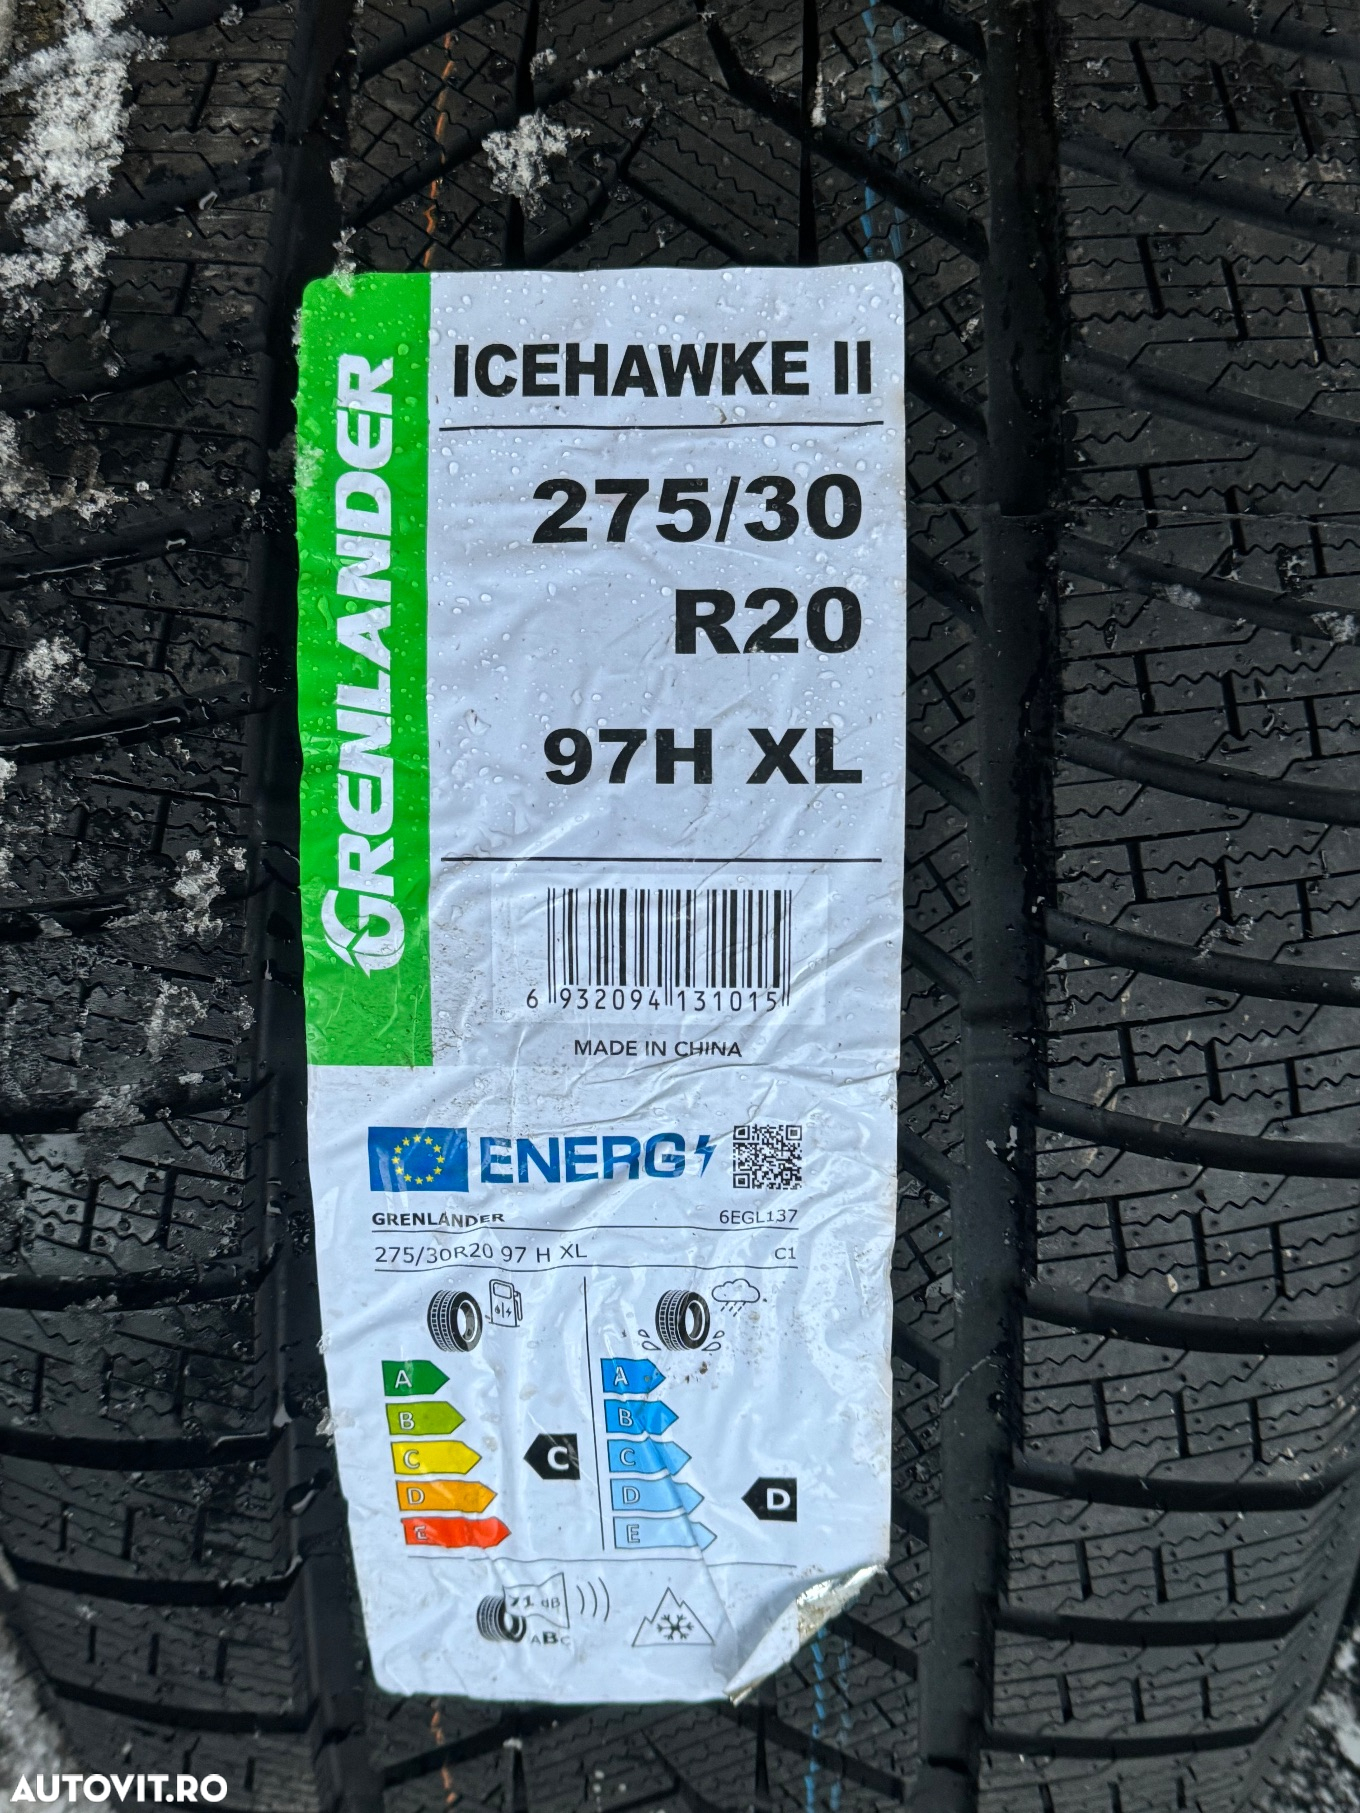 GRENLANDER
ICEHAWKE II
275/30
R20
97H XL
6 932094 131015
MADE IN CHINA
ENERG
GRENLANDER 6EGL137
275/30R20 97 H XL C1
A
B
C
D
E
C
A
B
C
D
E
D
71 dB
ABC
AUTOVIT.RO